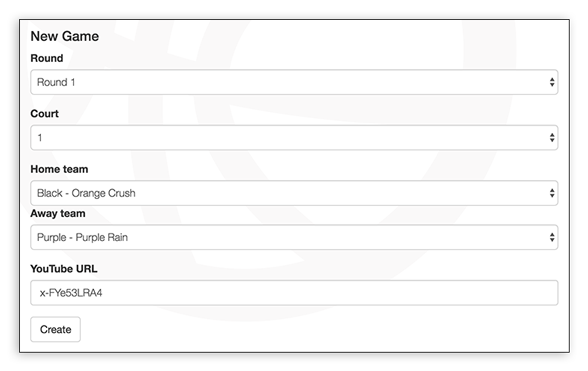 New Game
Round
Round 1
Court
1
Home team
Black - Orange Crush
Away team
Purple - Purple Rain
YouTube URL
x-FYe53LRA4
Create